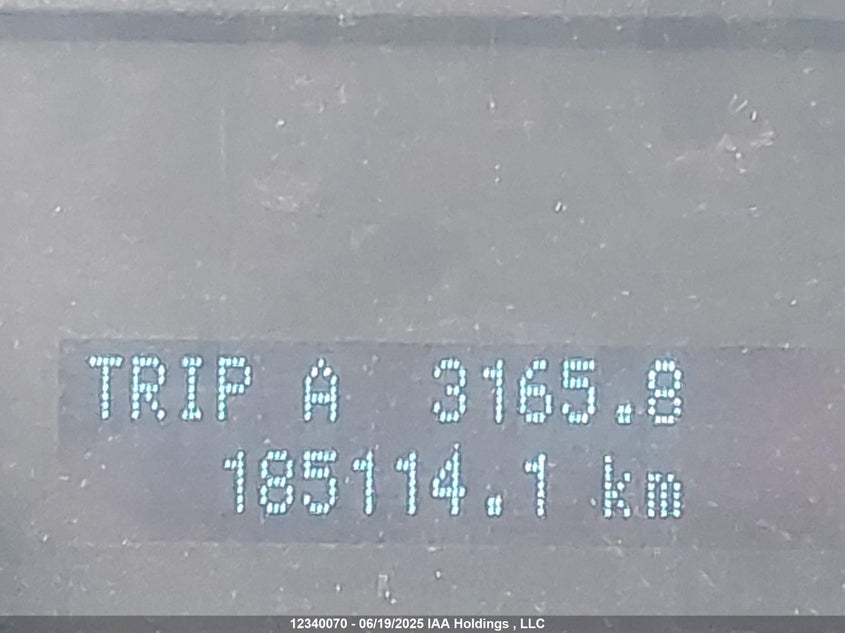 TRIP A 3165.8
185114.1 km
12340070 - 06/19/2025 IAA Holdings , LLC